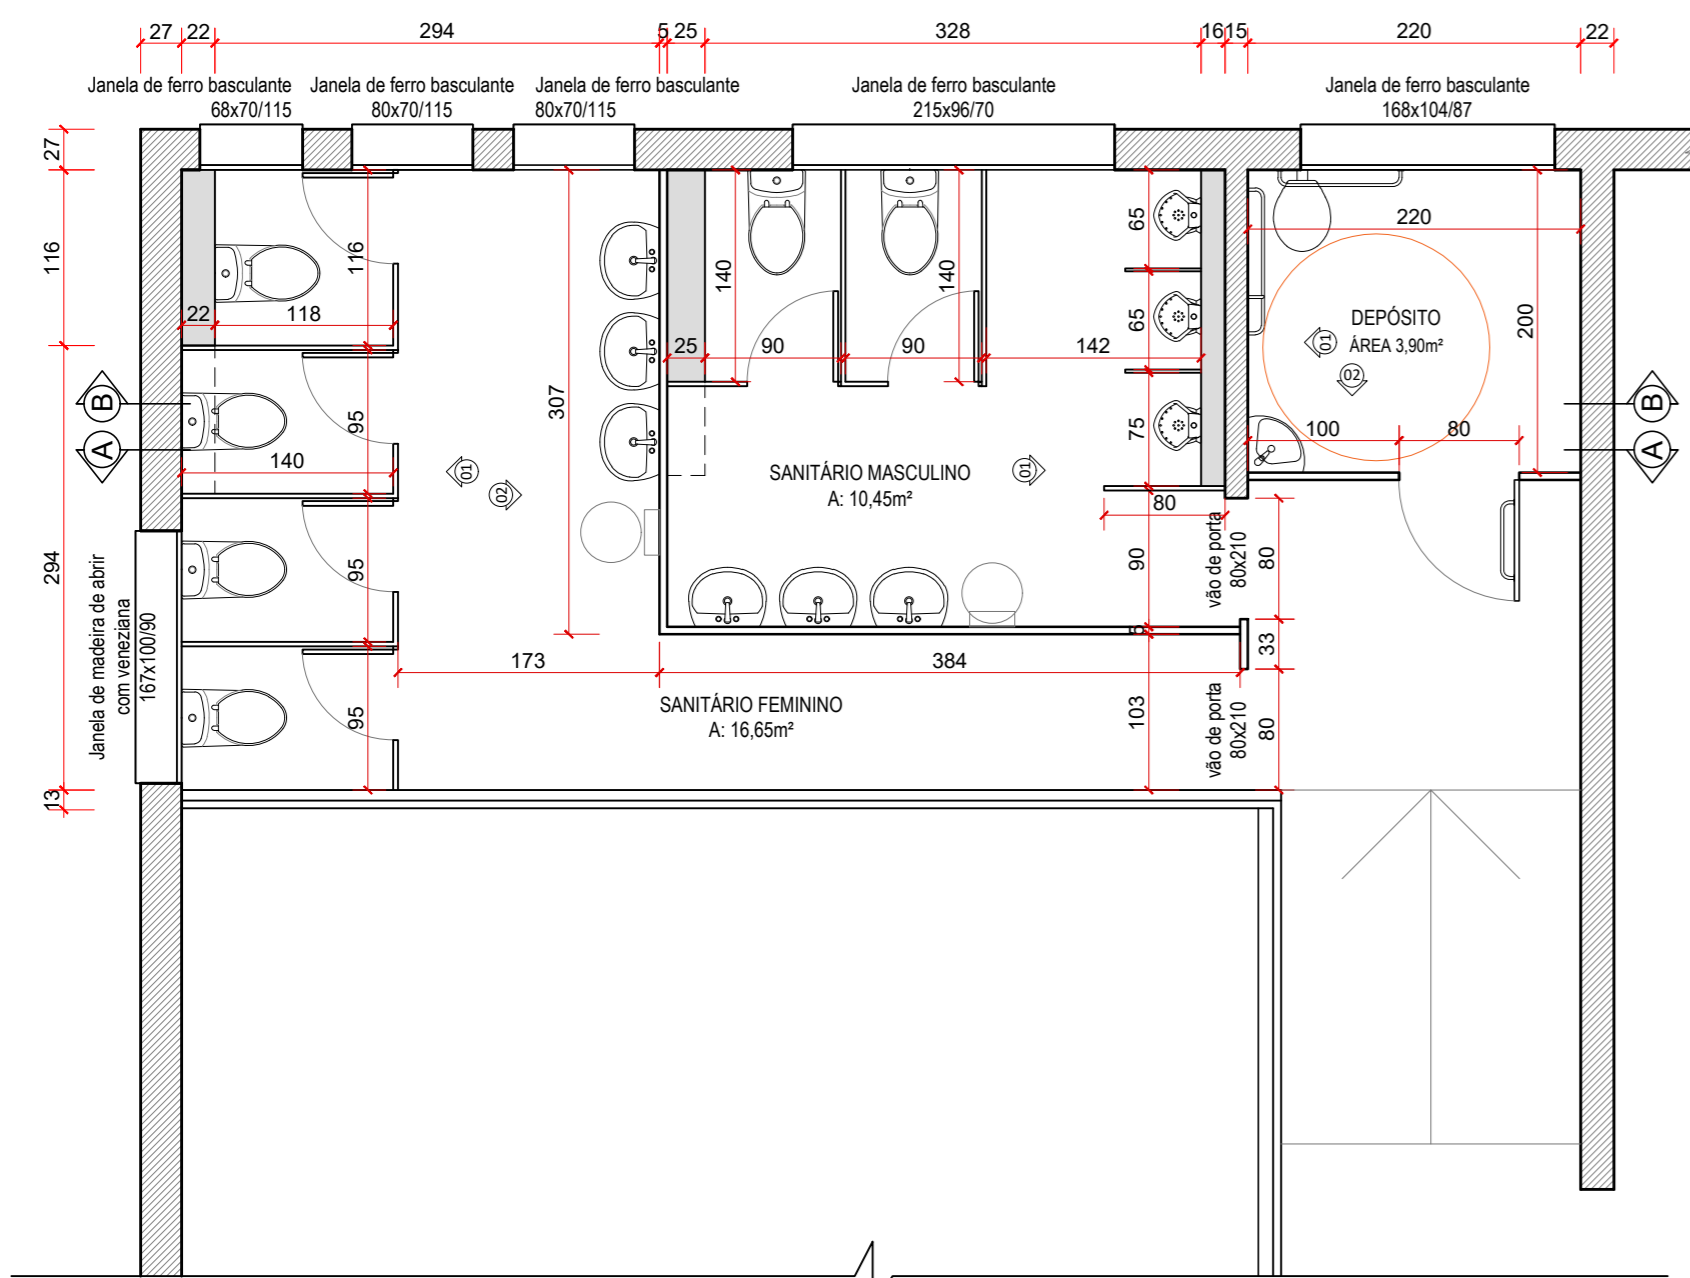 27 22 294 5 25 328 16 15 220 22
Janela de ferro basculante
68x70/115
Janela de ferro basculante
80x70/115
Janela de ferro basculante
80x70/115
Janela de ferro basculante
215x96/70
Janela de ferro basculante
168x104/87
27
116
294
13
116
22 118
95
140
95
95
307
173
384
140
140
25 90 90 142
65
65
75
80
90
103
220
200
DEPÓSITO
ÁREA 3,90m²
01
02
100 80
B
A
B
A
01
02
SANITÁRIO MASCULINO
A: 10,45m²
01
vão de porta
80x210
80
33
vão de porta
80x210
80
SANITÁRIO FEMININO
A: 16,65m²
Janela de madeira de abrir
com veneziana
167x100/90